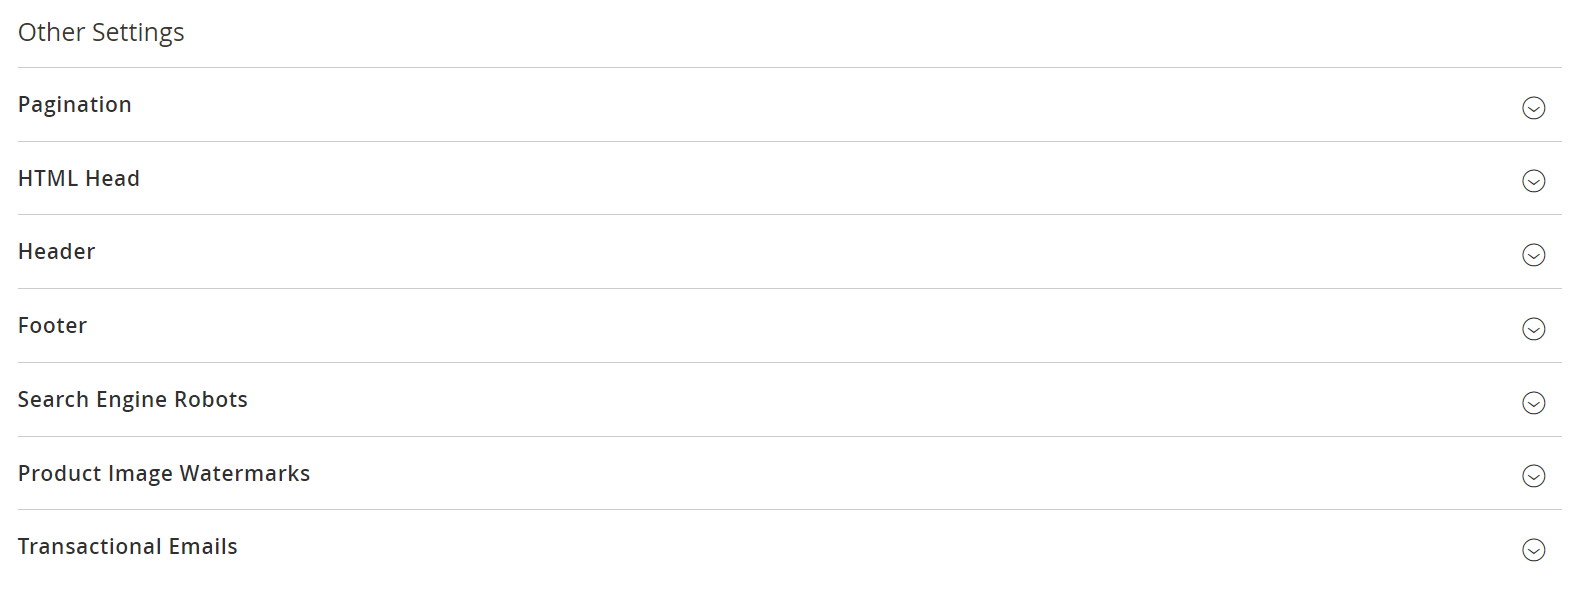 Other Settings
Pagination
HTML Head
Header
Footer
Search Engine Robots
Product Image Watermarks
Transactional Emails